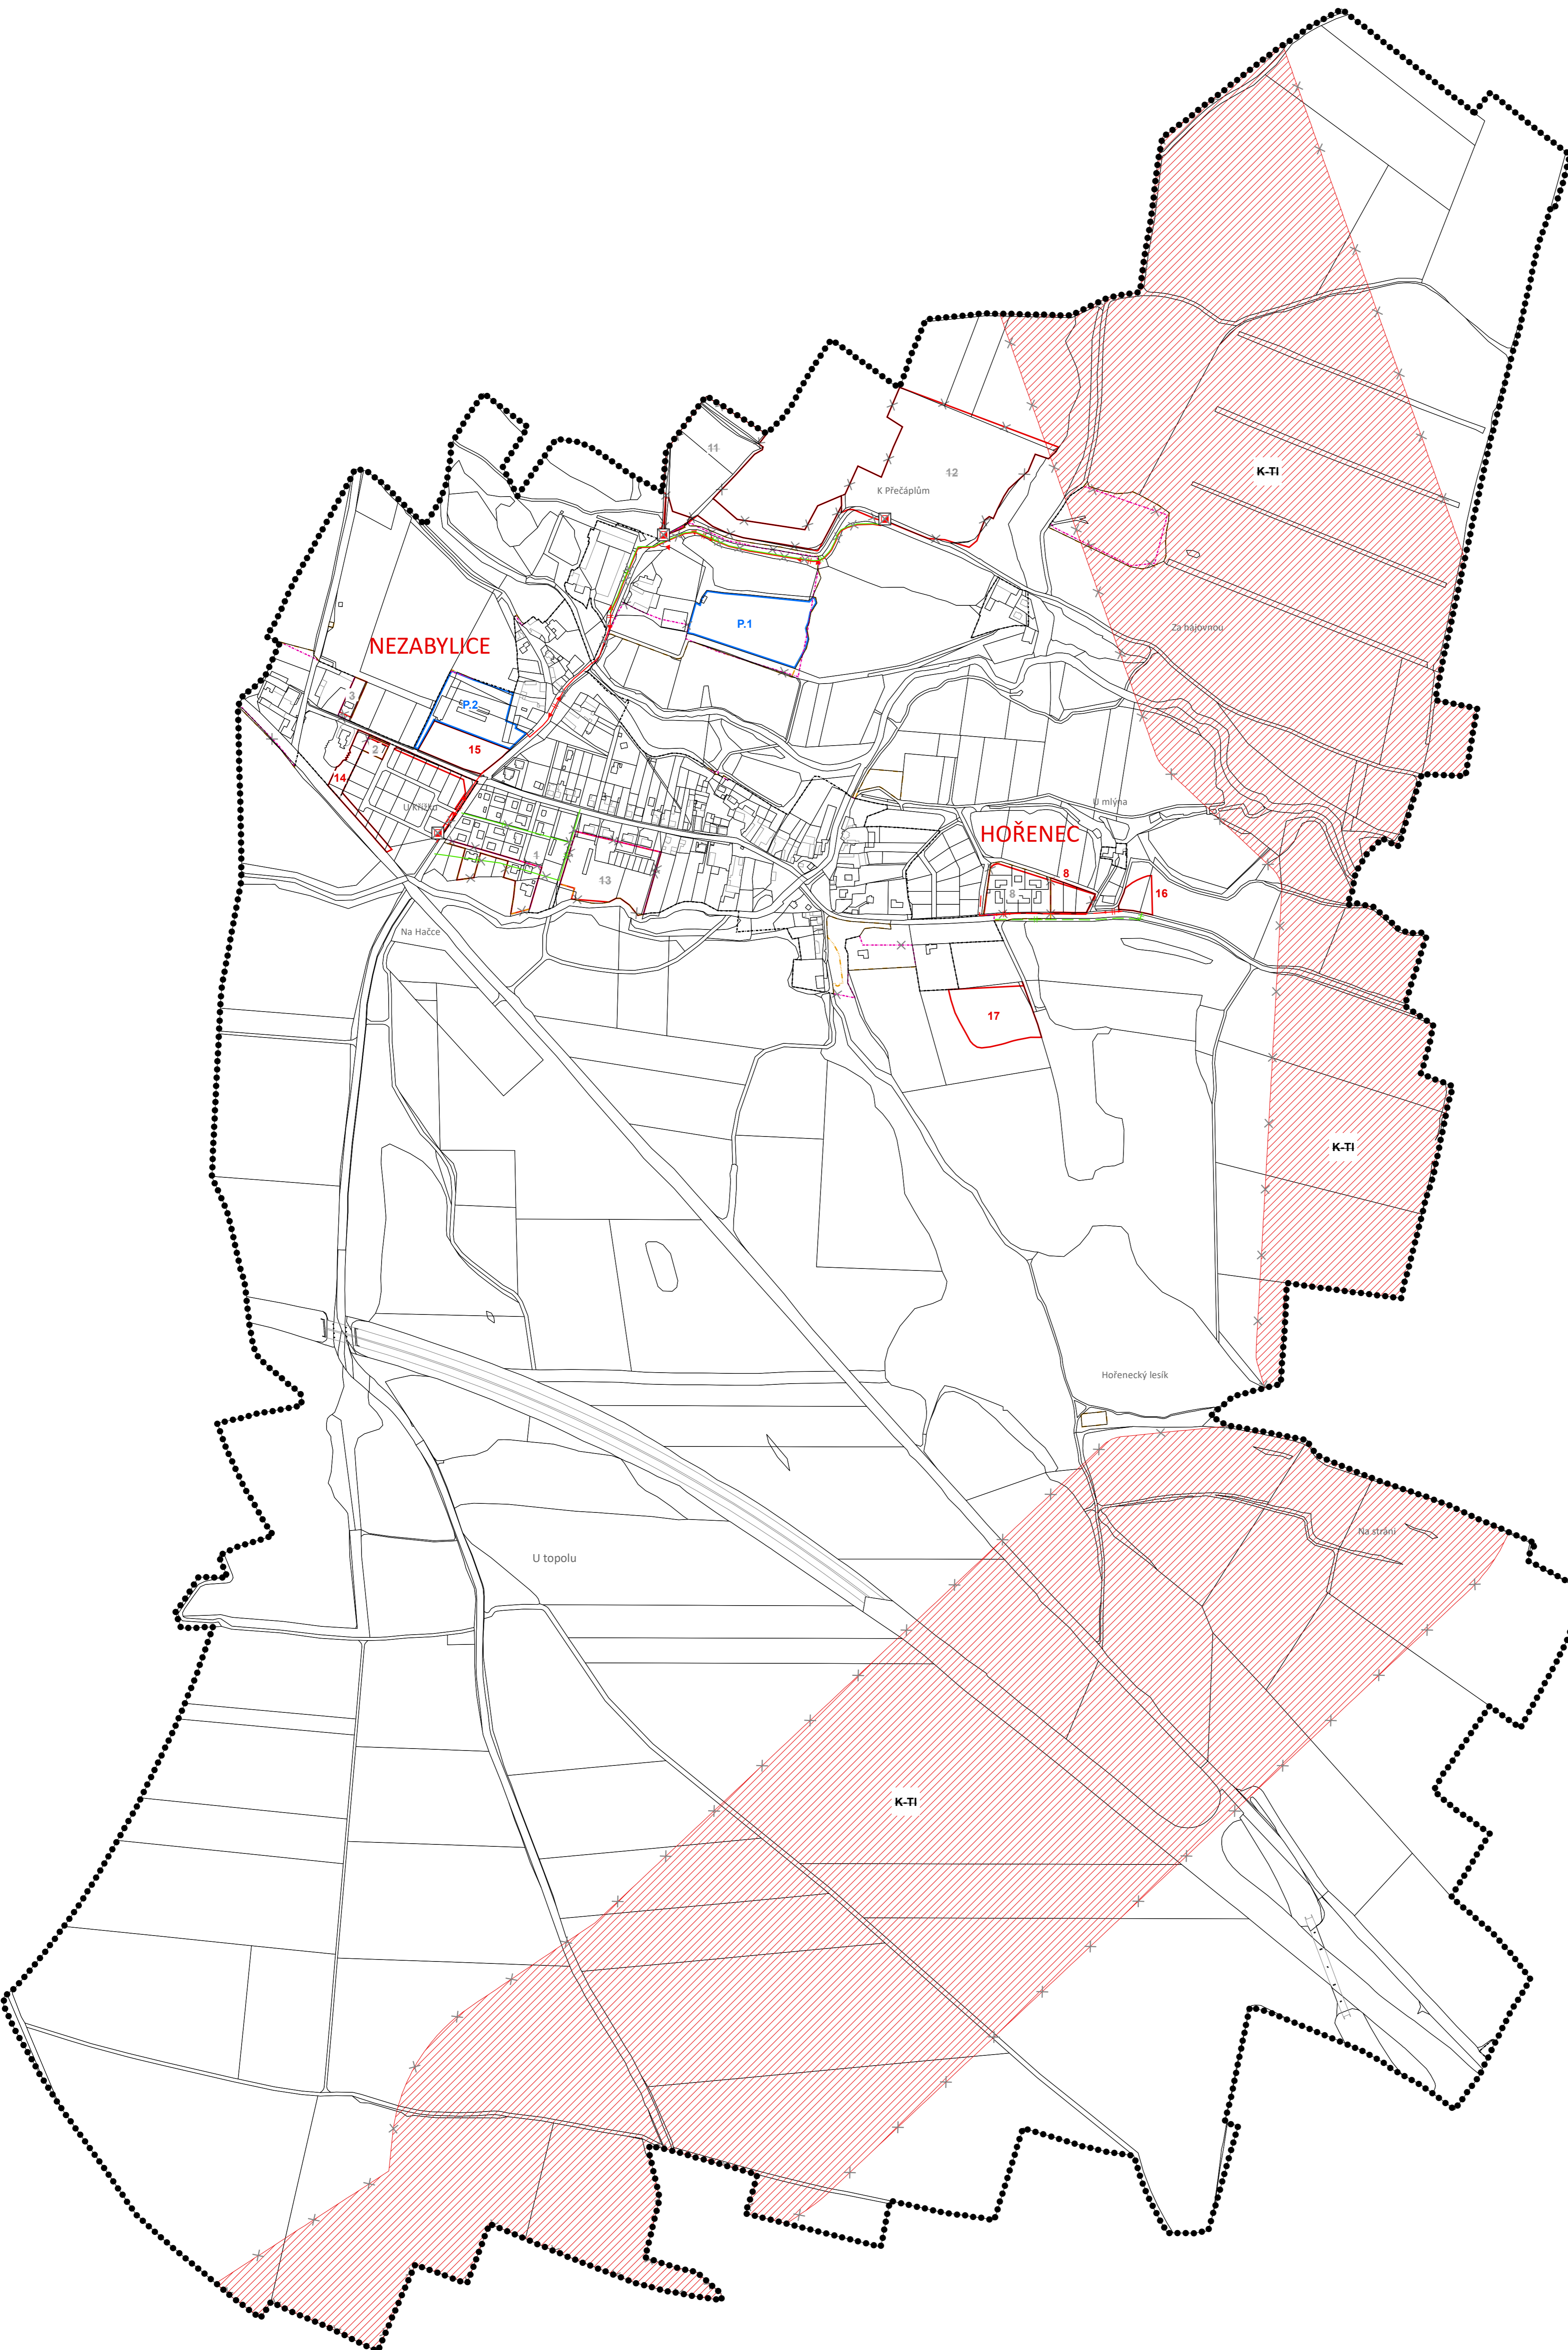 K-TI
11
12
K Přečáplům
P.1
Za hájovnou
NEZABYLICE
3
P.2
2
15
14
U křížku
U mlýna
HOŘENEC
1
13
8
8
16
Na Hačce
17
K-TI
Hořenecký lesík
Na stráni
U topolu
K-TI